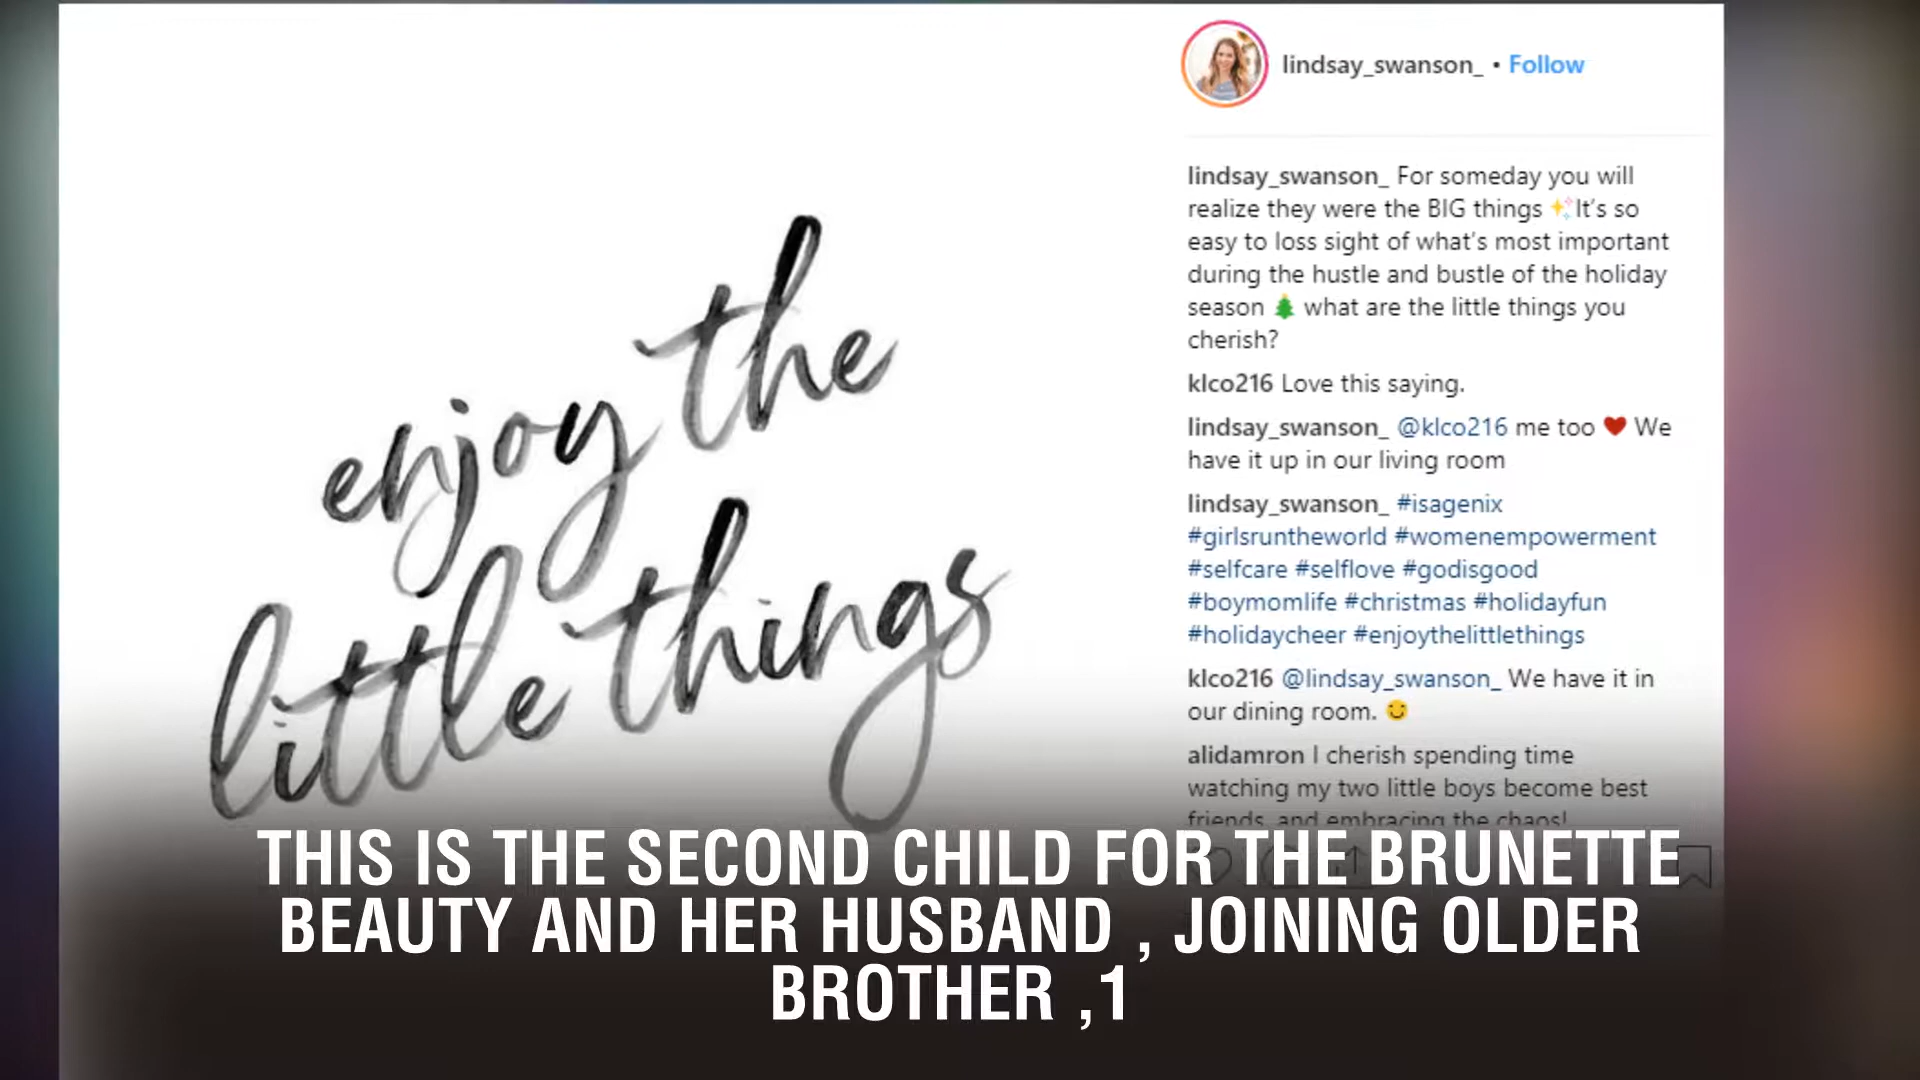 enjoy the
little things
lindsay_swanson_ • Follow
lindsay_swanson_ For someday you will
realize they were the BIG things ✨It's so
easy to loss sight of what's most important
during the hustle and bustle of the holiday
season 🎄 what are the little things you
cherish?
klco216 Love this saying.
lindsay_swanson_ @klco216 me too ❤️ We
have it up in our living room
lindsay_swanson_ #isagenix
#girlsruntheworld #womenempowerment
#selfcare #selflove #godisgood
#boymomlife #christmas #holidayfun
#holidaycheer #enjoythelittlethings
klco216 @lindsay_swanson_ We have it in
our dining room. 🙂
alidamron I cherish spending time
watching my two little boys become best
friends, and embracing the chaos!
THIS IS THE SECOND CHILD FOR THE BRUNETTE
BEAUTY AND HER HUSBAND , JOINING OLDER
BROTHER ,1